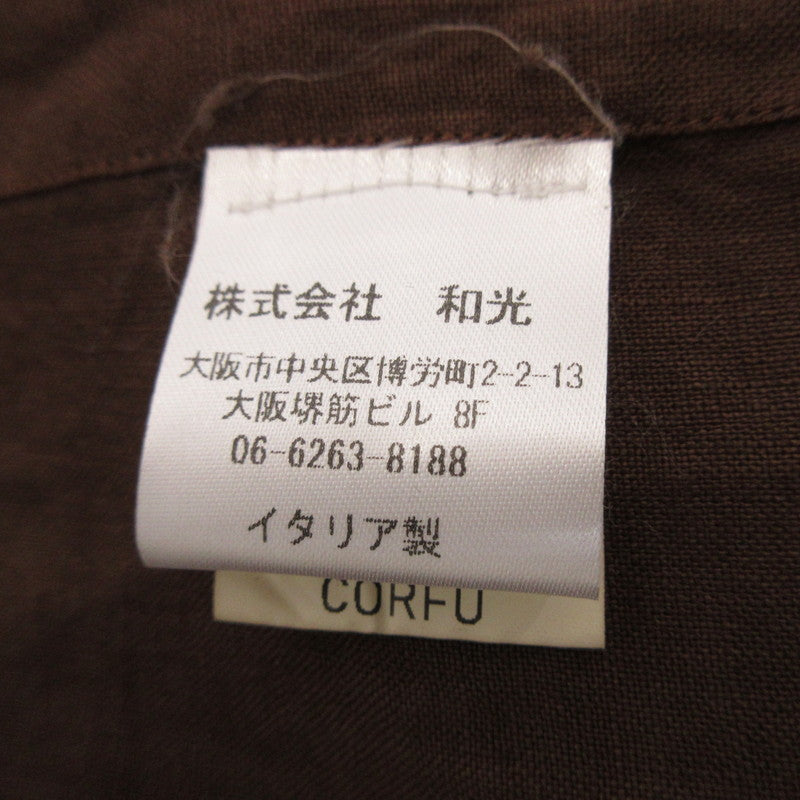 株式会社　和光
大阪市中央区博労町2-2-13
大阪堺筋ビル 8F
06-6263-8188
イタリア製
CORFU